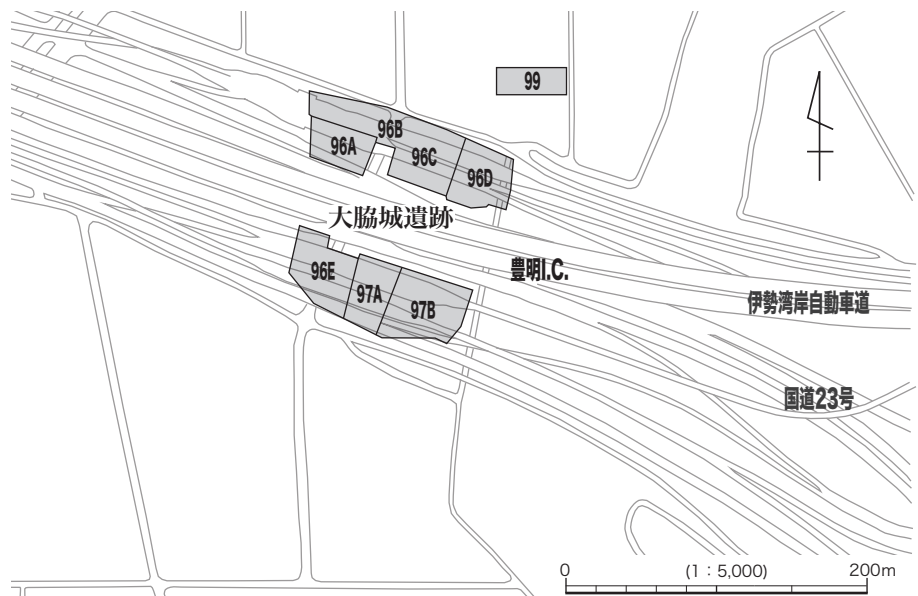 99
96B
96A
96C
96D
大脇城遺跡
96E
豊明I.C.
97A
97B
伊勢湾岸自動車道
国道23号
0
(1：5,000)
200m